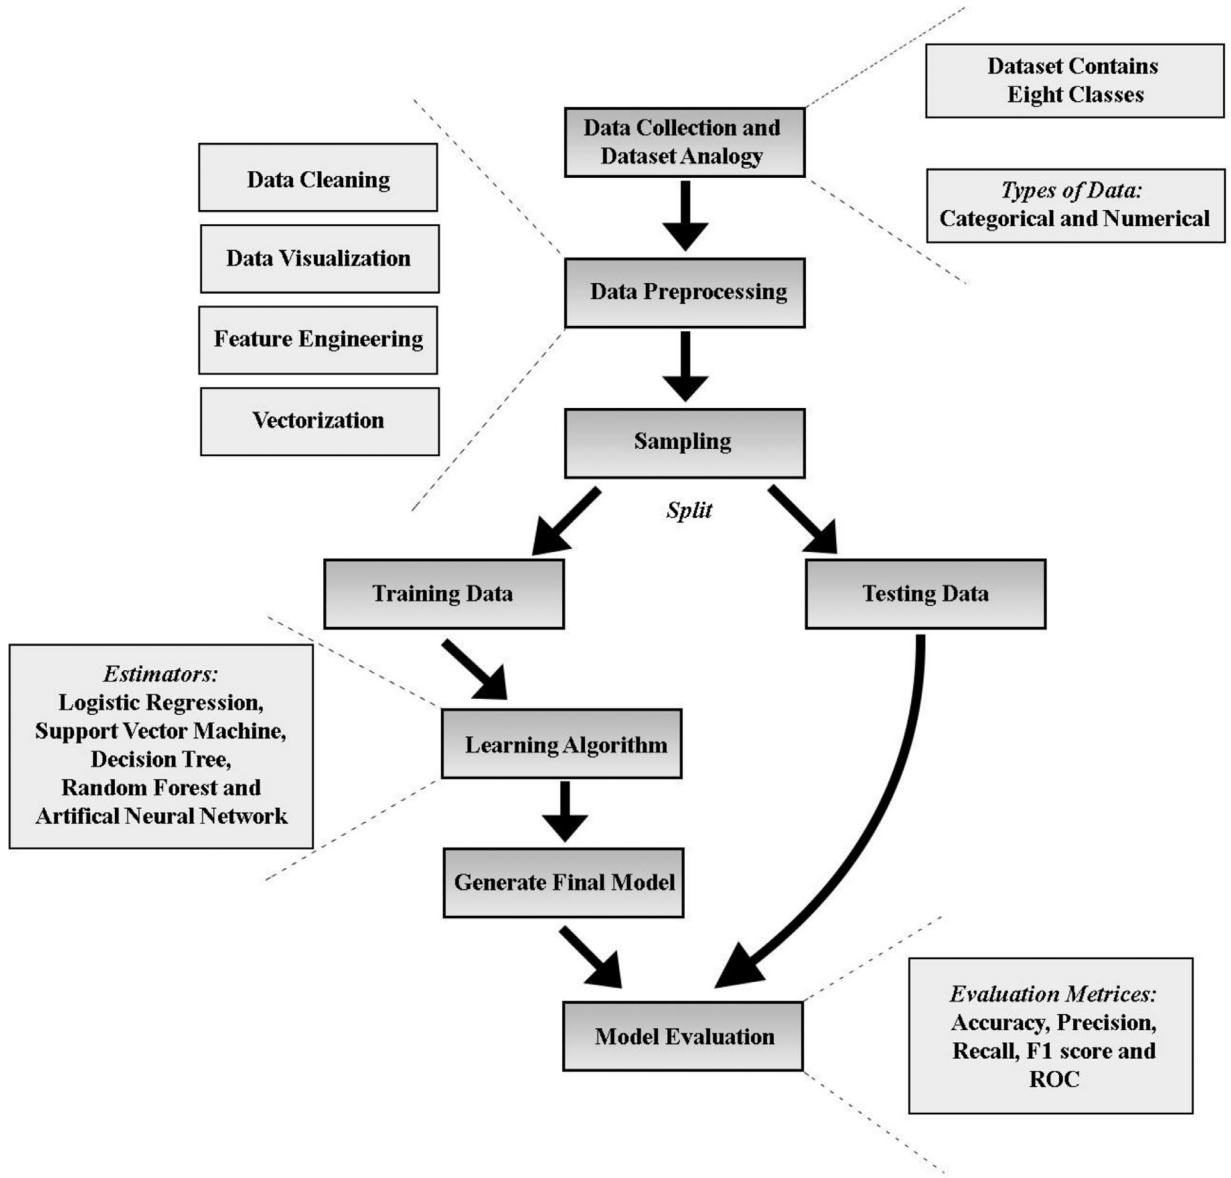 Dataset Contains
Eight Classes
Data Collection and
Dataset Analogy
Types of Data:
Categorical and Numerical
Data Cleaning
Data Visualization
Feature Engineering
Vectorization
Data Preprocessing
Sampling
Split
Training Data
Testing Data
Estimators:
Logistic Regression,
Support Vector Machine,
Decision Tree,
Random Forest and
Artifical Neural Network
Learning Algorithm
Generate Final Model
Model Evaluation
Evaluation Metrices:
Accuracy, Precision,
Recall, F1 score and
ROC